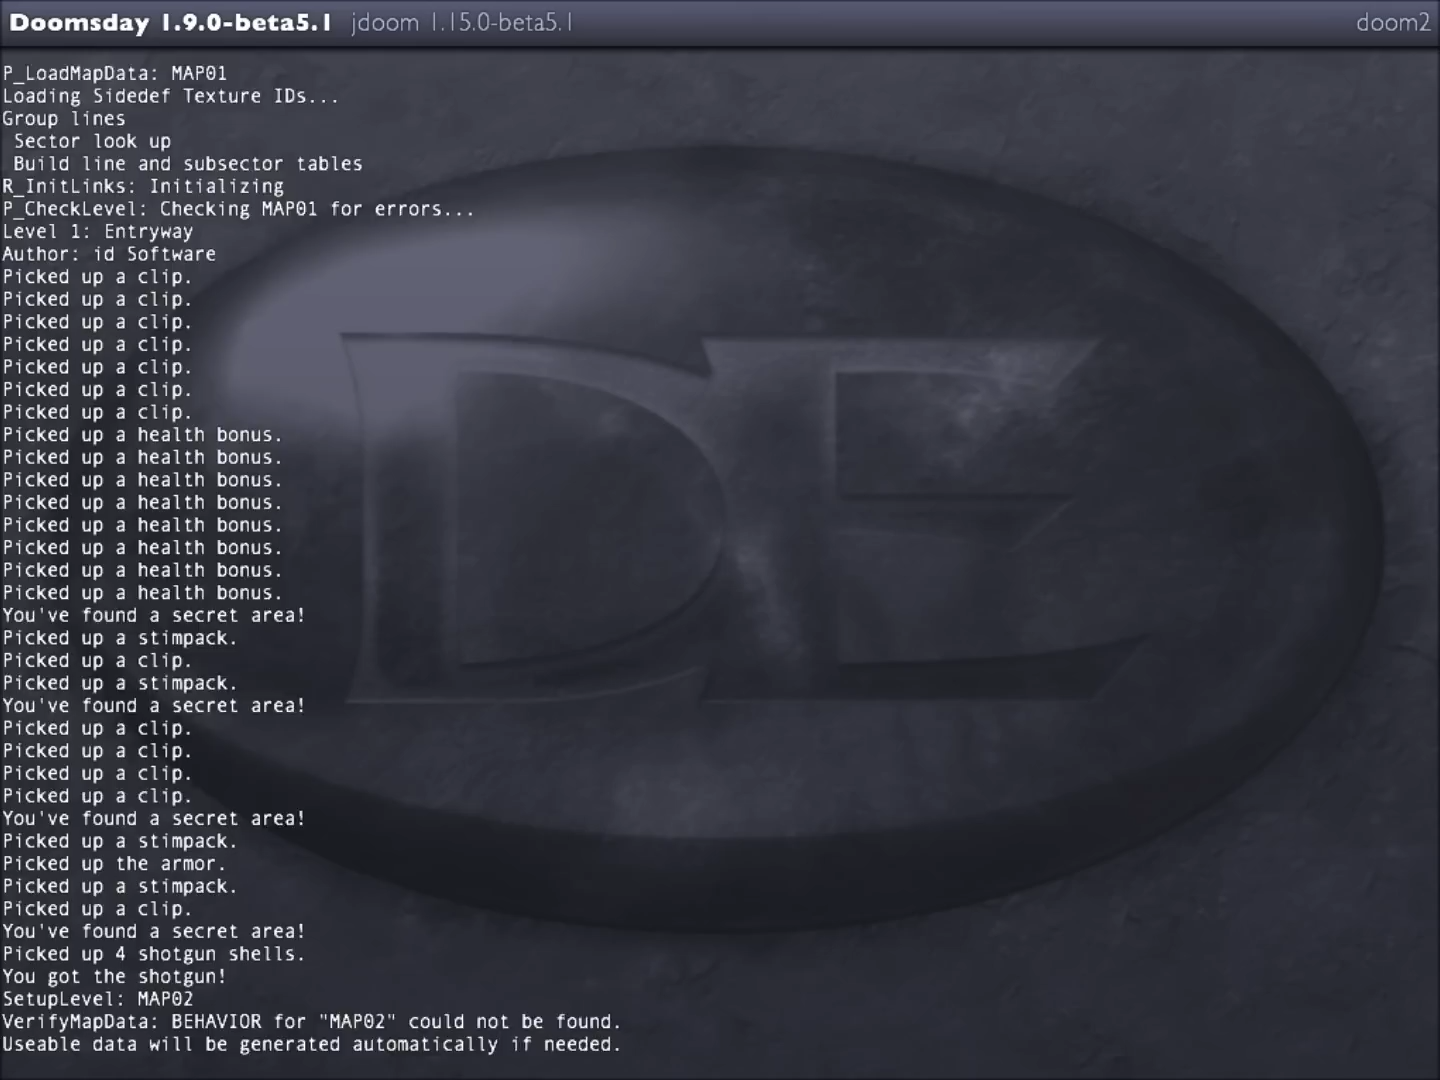 Doomsday 1.9.0-beta5.1 jdoom 1.15.0-beta5.1 doom2
P_LoadMapData: MAP01
Loading Sidedef Texture IDs...
Group lines
Sector look up
Build line and subsector tables
R_InitLinks: Initializing
P_CheckLevel: Checking MAP01 for errors...
Level 1: Entryway
Author: id Software
Picked up a clip.
Picked up a clip.
Picked up a clip.
Picked up a clip.
Picked up a clip.
Picked up a clip.
Picked up a clip.
Picked up a health bonus.
Picked up a health bonus.
Picked up a health bonus.
Picked up a health bonus.
Picked up a health bonus.
Picked up a health bonus.
Picked up a health bonus.
Picked up a health bonus.
You've found a secret area!
Picked up a stimpack.
Picked up a clip.
Picked up a stimpack.
You've found a secret area!
Picked up a clip.
Picked up a clip.
Picked up a clip.
Picked up a clip.
You've found a secret area!
Picked up a stimpack.
Picked up the armor.
Picked up a stimpack.
Picked up a clip.
You've found a secret area!
Picked up 4 shotgun shells.
You got the shotgun!
SetupLevel: MAP02
VerifyMapData: BEHAVIOR for "MAP02" could not be found.
Useable data will be generated automatically if needed.
DE